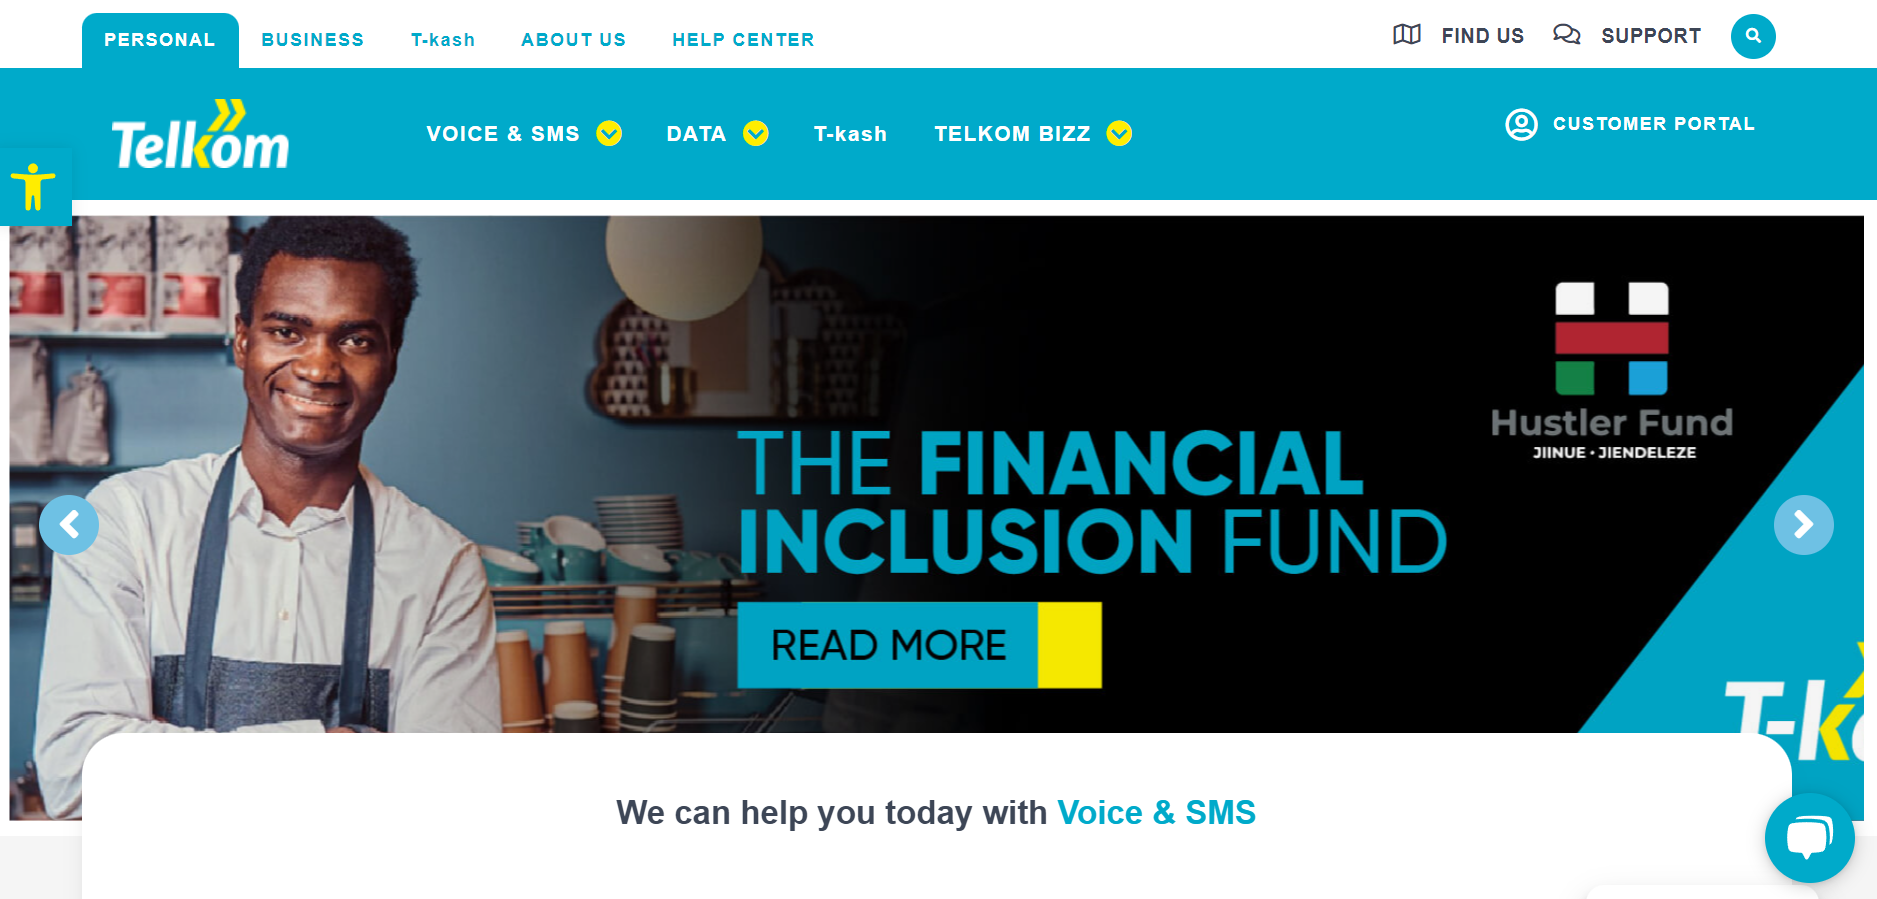 PERSONAL BUSINESS T-kash ABOUT US HELP CENTER FIND US SUPPORT
Telkom VOICE & SMS DATA T-kash TELKOM BIZZ CUSTOMER PORTAL
Hustler Fund
JIINUE • JIENDELEZE
THE FINANCIAL
INCLUSION FUND
READ MORE
We can help you today with Voice & SMS